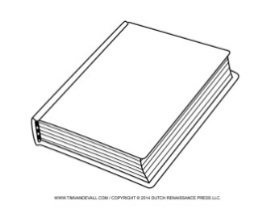 WWW.TIMVANDEVALL.COM | COPYRIGHT © 2014 DUTCH RENAISSANCE PRESS LLC.